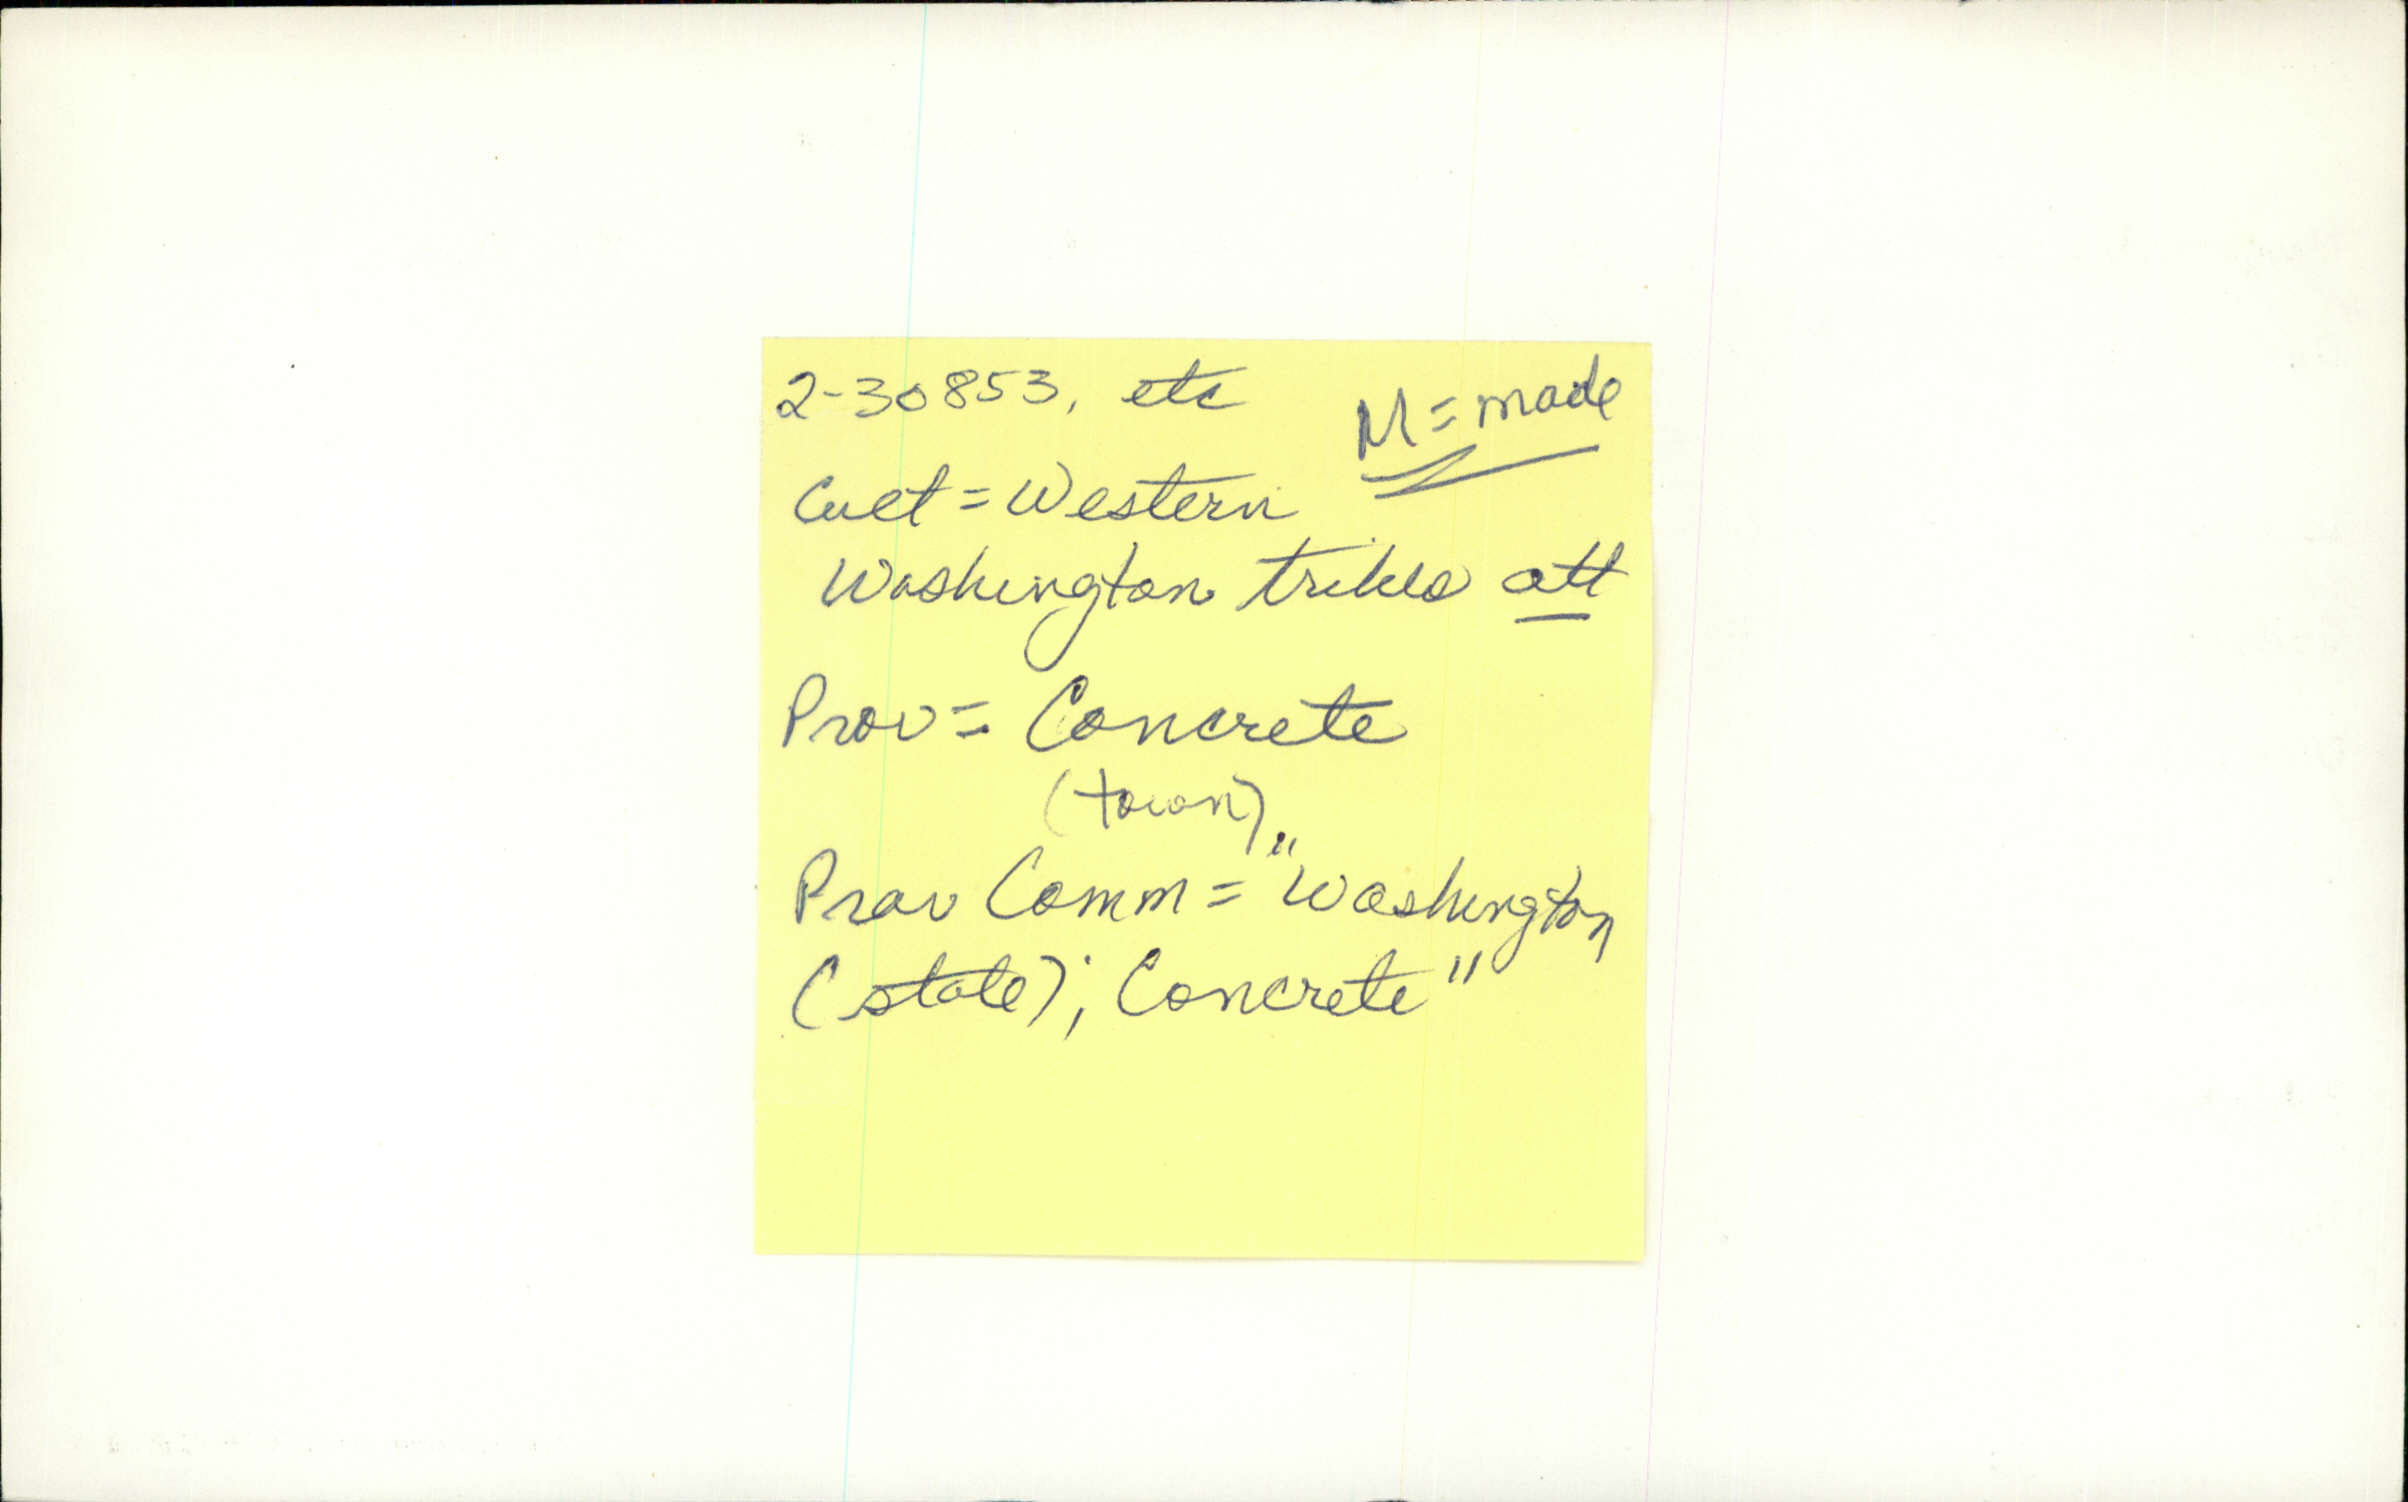 2-30853, etc
M = made
Cult = Western
Washington tribes att
Prov = Concrete
(town)
Prov Comm = "Washington
(state); Concrete"